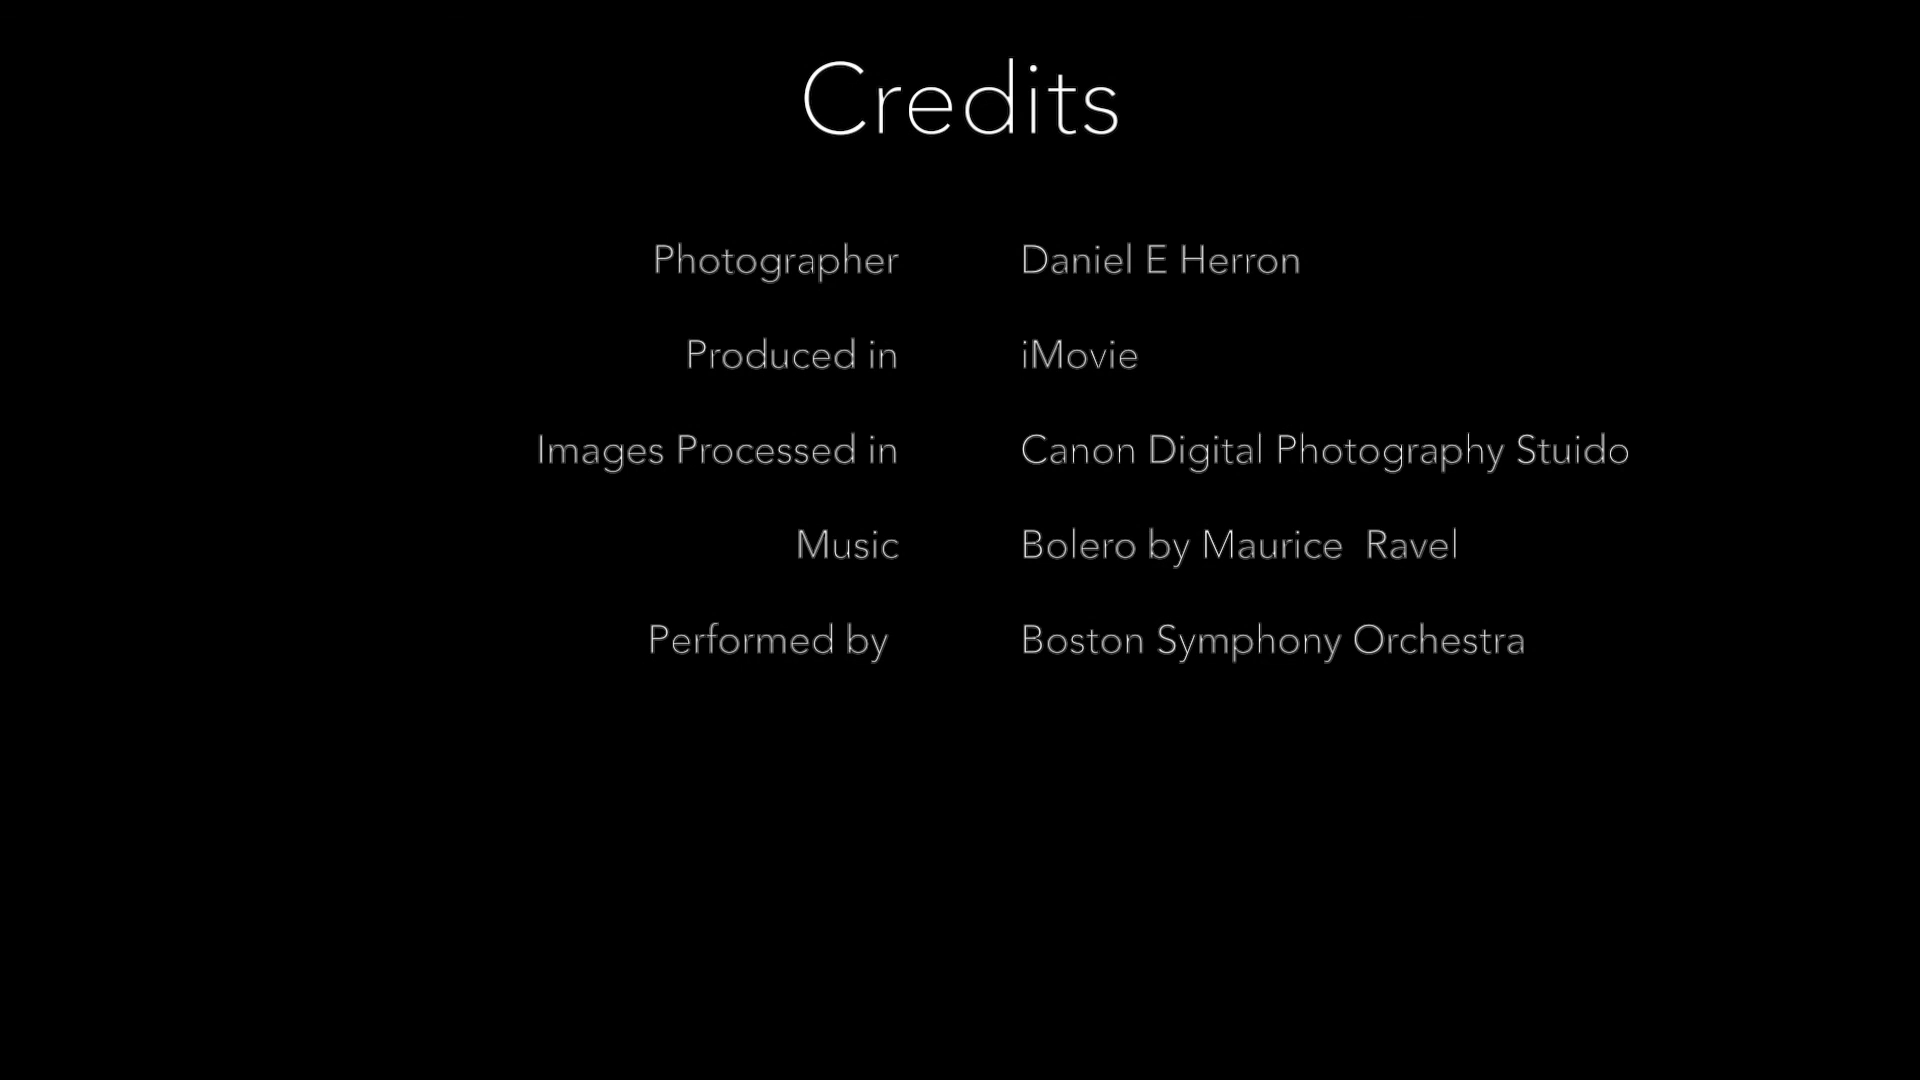 Credits
Photographer Daniel E Herron
Produced in iMovie
Images Processed in Canon Digital Photography Stuido
Music Bolero by Maurice  Ravel
Performed by Boston Symphony Orchestra